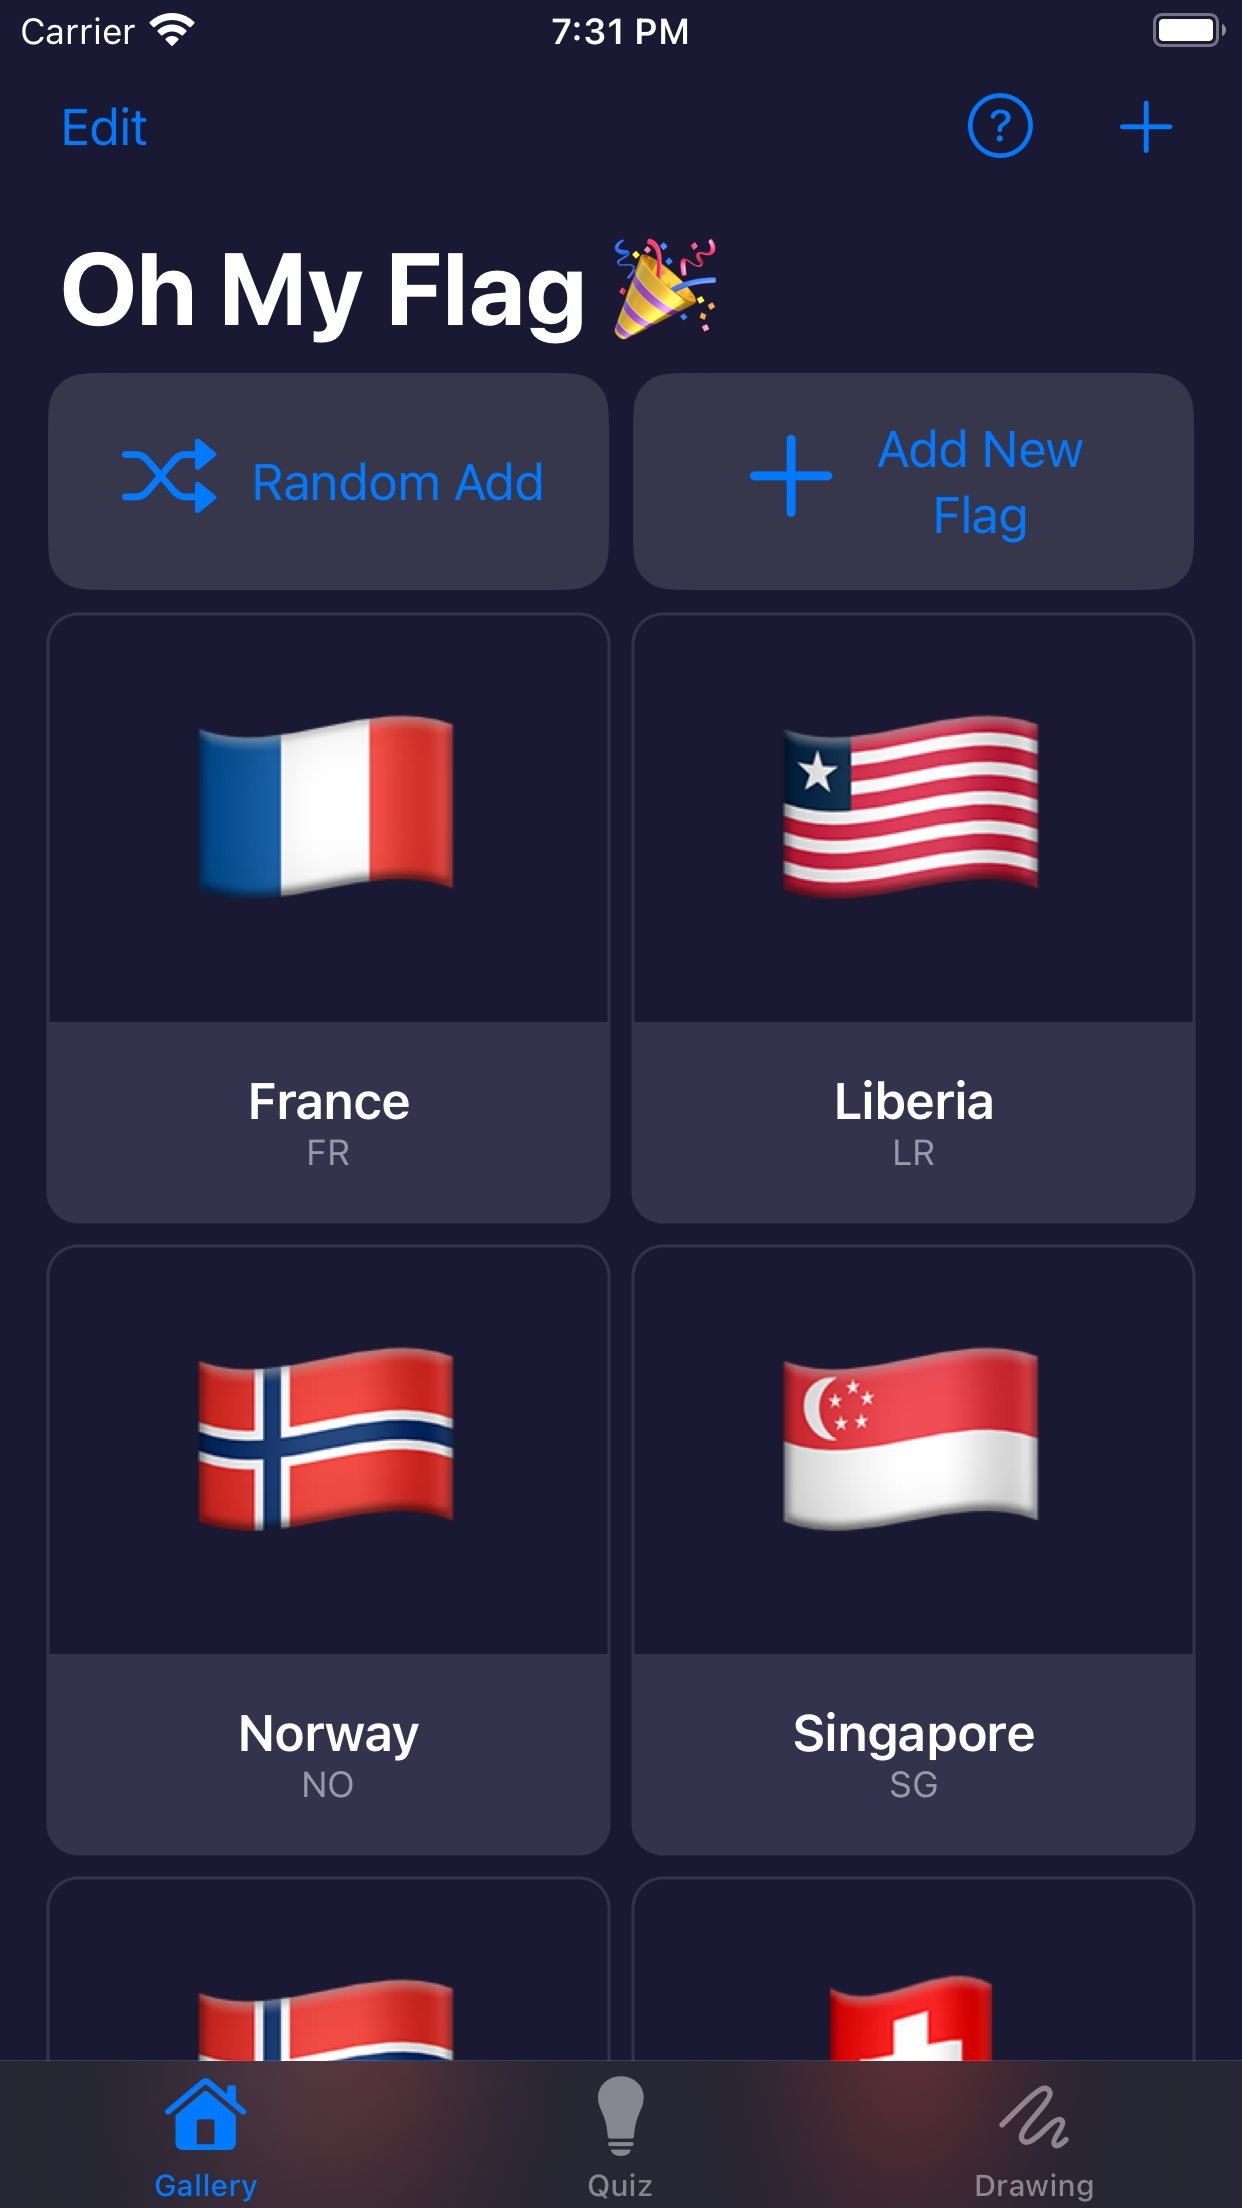 Carrier 7:31 PM
Edit
Oh My Flag 🎉
Random Add
Add New
Flag
France
FR
Liberia
LR
Norway
NO
Singapore
SG
Gallery
Quiz
Drawing